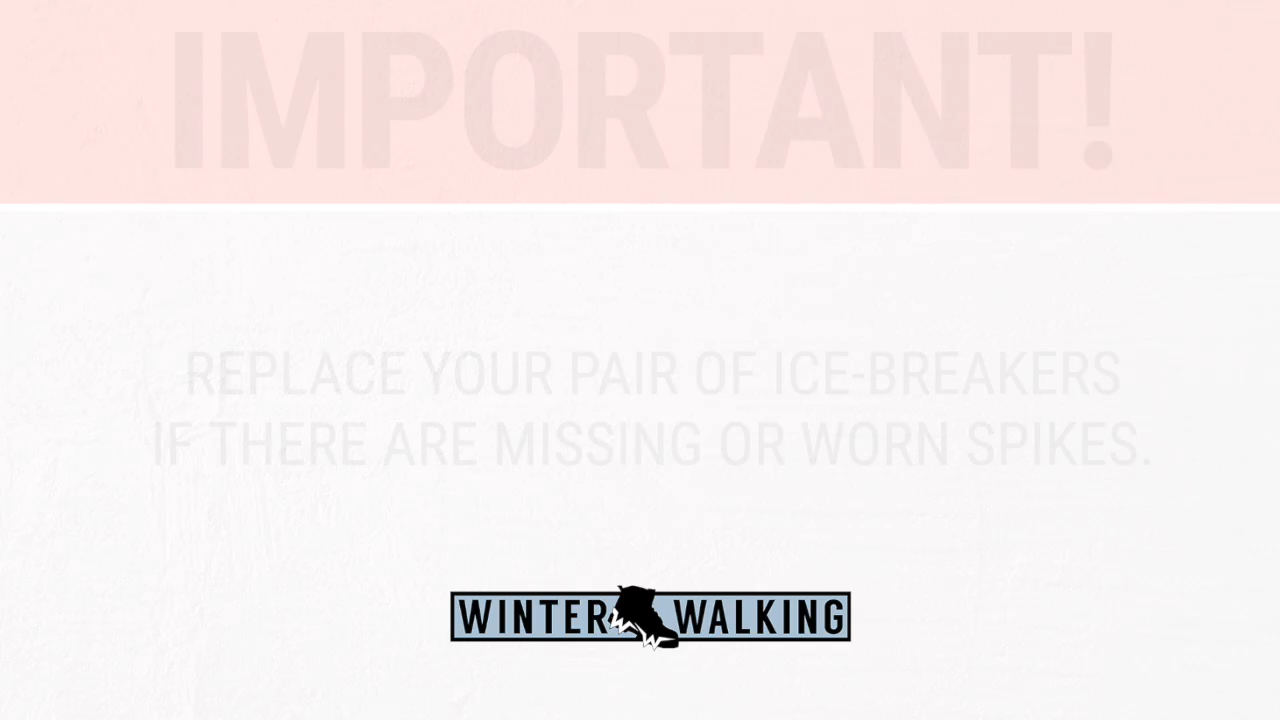 IMPORTANT!
REPLACE YOUR PAIR OF ICE-BREAKERS
IF THERE ARE MISSING OR WORN SPIKES.
WINTER WALKING